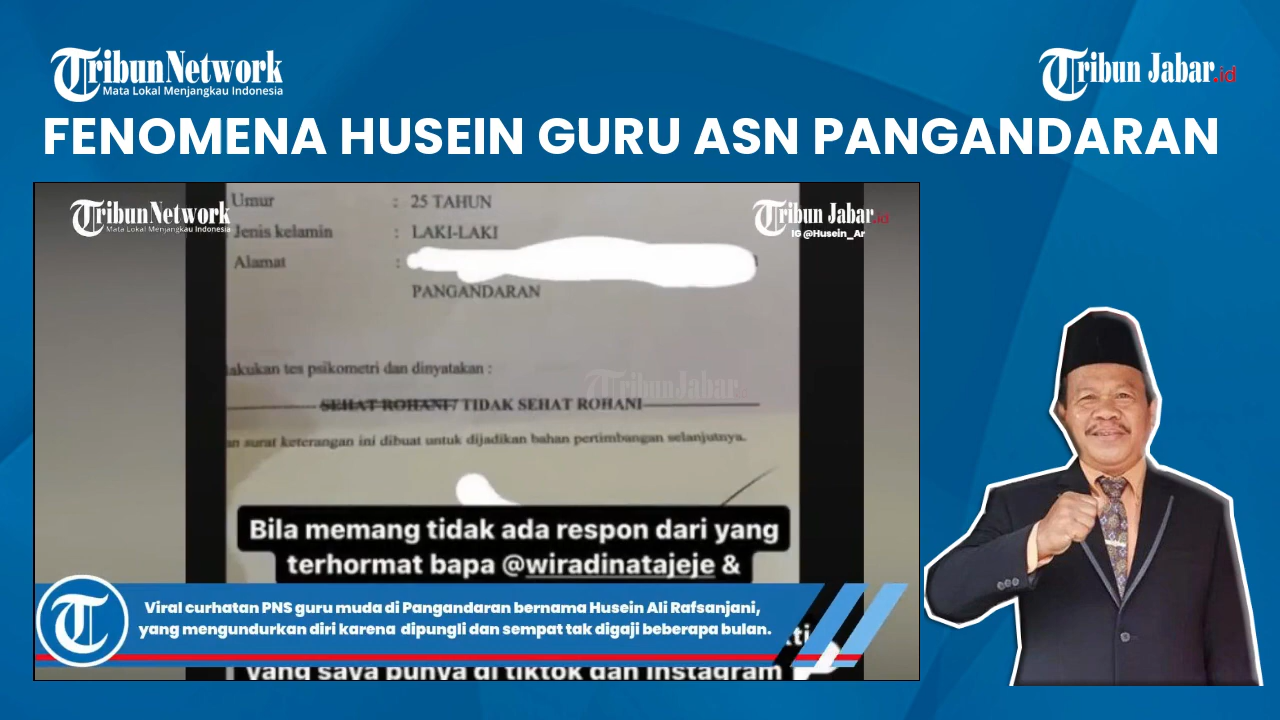 TribunNetwork
Mata Lokal Menjangkau Indonesia
Tribun Jabar.id
FENOMENA HUSEIN GURU ASN PANGANDARAN
TribunNetwork
Mata Lokal Menjangkau Indonesia
Tribun Jabar.id
IG @Husein_Ar
Umur : 25 TAHUN
Jenis kelamin : LAKI-LAKI
Alamat :
PANGANDARAN
lakukan tes psikometri dan dinyatakan :
TribunJabar
SEHAT ROHANI / TIDAK SEHAT ROHANI
an surat keterangan ini dibuat untuk dijadikan bahan pertimbangan selanjutnya.
Bila memang tidak ada respon dari yang
terhormat bapa @wiradinatajeje &
Viral curhatan PNS guru muda di Pangandaran bernama Husein Ali Rafsanjani,
yang mengundurkan diri karena dipungli dan sempat tak digaji beberapa bulan.
yang saya punya di tiktok dan instagram